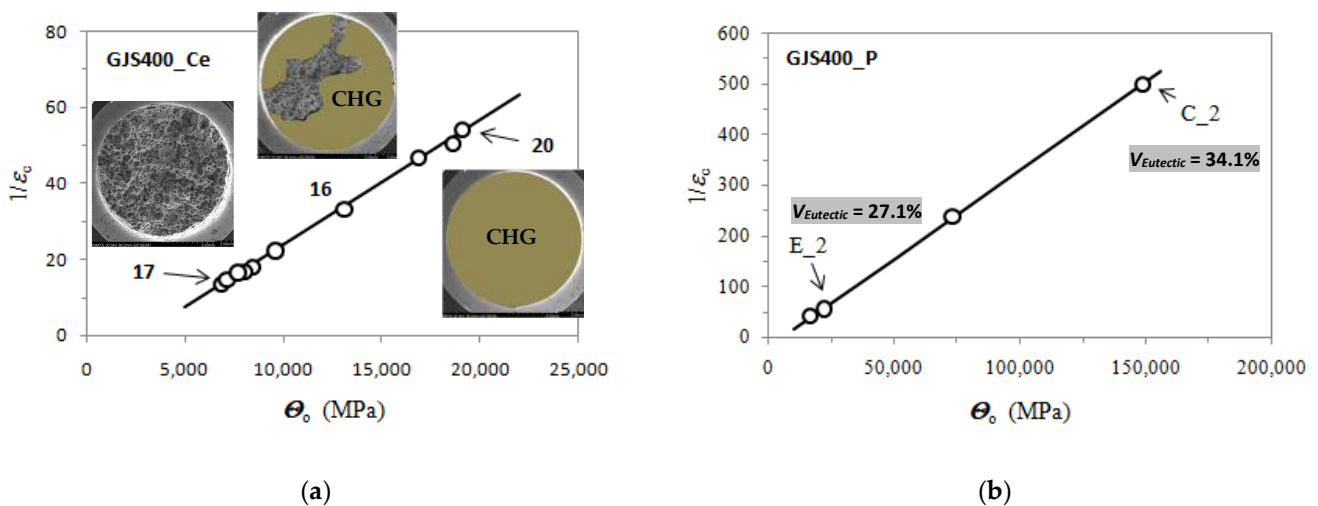 80
60
40
20
0
1/εc
GJS400_Ce
CHG
CHG
17
16
20
0
5,000
10,000
15,000
20,000
25,000
Θo (MPa)
(a)
600
500
400
300
200
100
0
1/εc
GJS400_P
C_2
VEutectic = 34.1%
VEutectic = 27.1%
E_2
0
50,000
100,000
150,000
200,000
Θo (MPa)
(b)